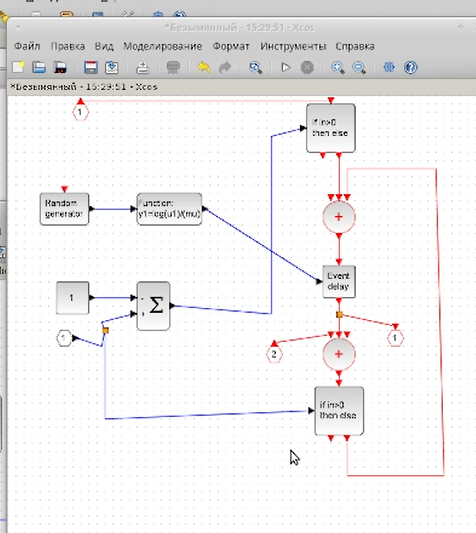 *Безымянный - 15:29:51 - Xcos
Файл Правка Вид Моделирование Формат Инструменты Справка
*Безымянный - 15:29:51 - Xcos
1
if in>0
then else
Random
generator
Function:
y1=log(u1)/(mu)
+
Event
delay
1
-
+
Σ
1
2
+
1
if in>0
then else